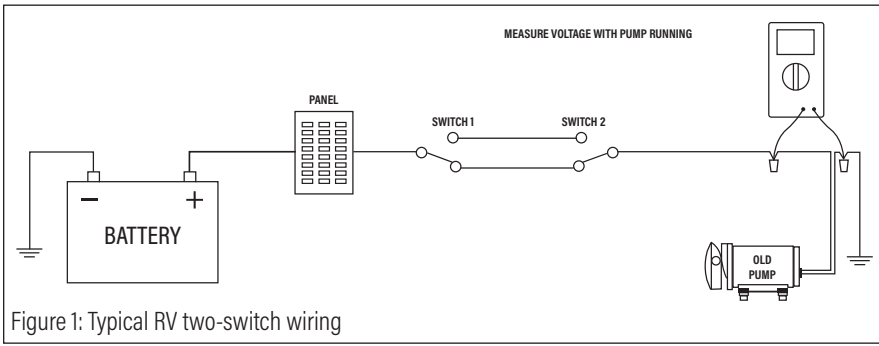 MEASURE VOLTAGE WITH PUMP RUNNING
PANEL
SWITCH 1
SWITCH 2
− +
BATTERY
OLD
PUMP
Figure 1: Typical RV two-switch wiring